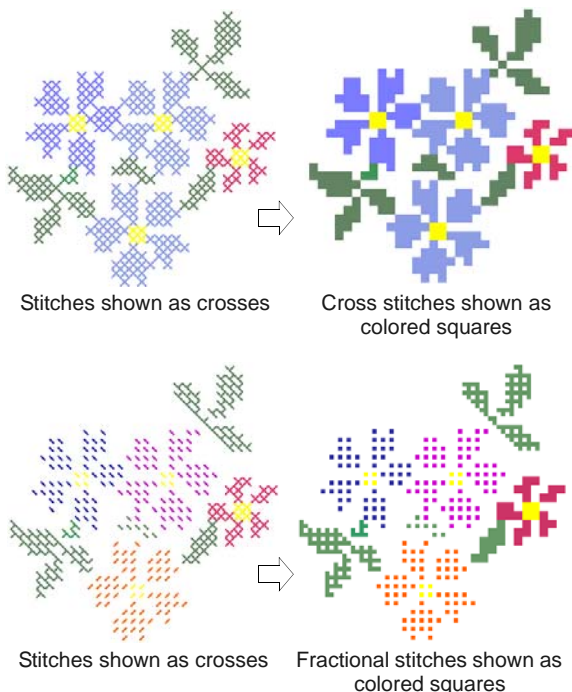 Stitches shown as crosses
Cross stitches shown as
colored squares
Stitches shown as crosses
Fractional stitches shown as
colored squares